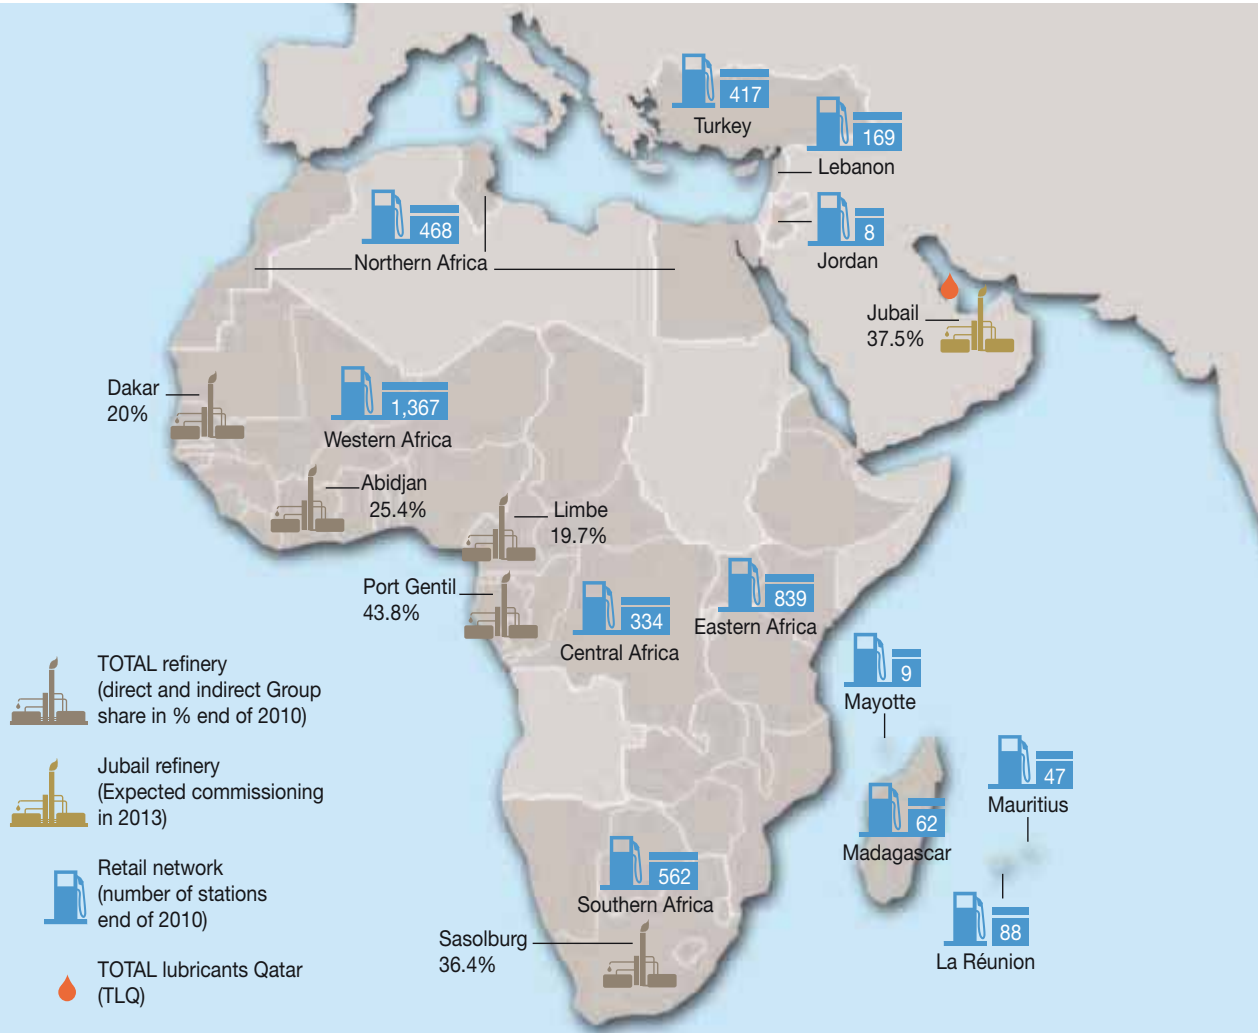 417
Turkey
169
Lebanon
468
Northern Africa
8
Jordan
Jubail
37.5%
Dakar
20%
1,367
Western Africa
Abidjan
25.4%
Limbe
19.7%
Port Gentil
43.8%
334
Central Africa
839
Eastern Africa
9
Mayotte
47
Mauritius
62
Madagascar
562
Southern Africa
88
La Réunion
Sasolburg
36.4%
TOTAL refinery
(direct and indirect Group
share in % end of 2010)
Jubail refinery
(Expected commissioning
in 2013)
Retail network
(number of stations
end of 2010)
TOTAL lubricants Qatar
(TLQ)